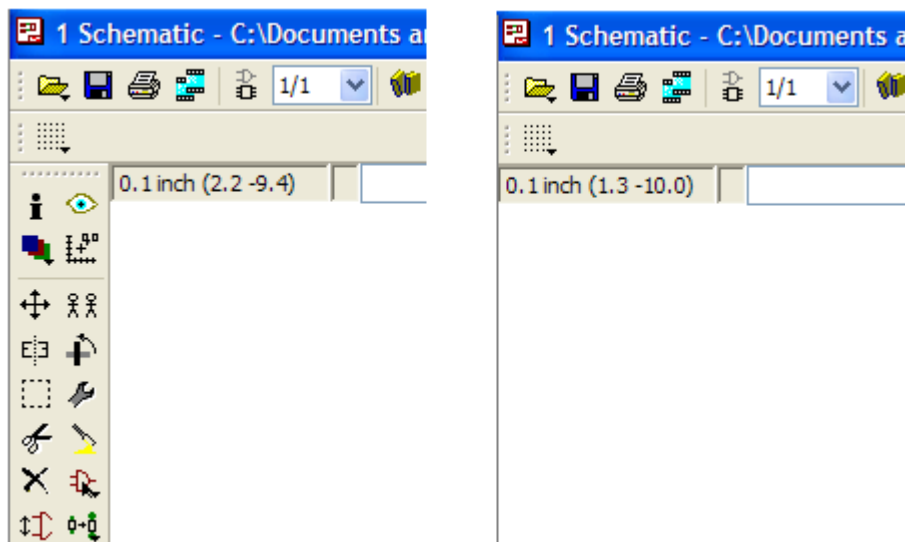 1 Schematic - C:\Documents a
1/1
0.1 inch (2.2 -9.4)
1 Schematic - C:\Documents a
1/1
0.1 inch (1.3 -10.0)